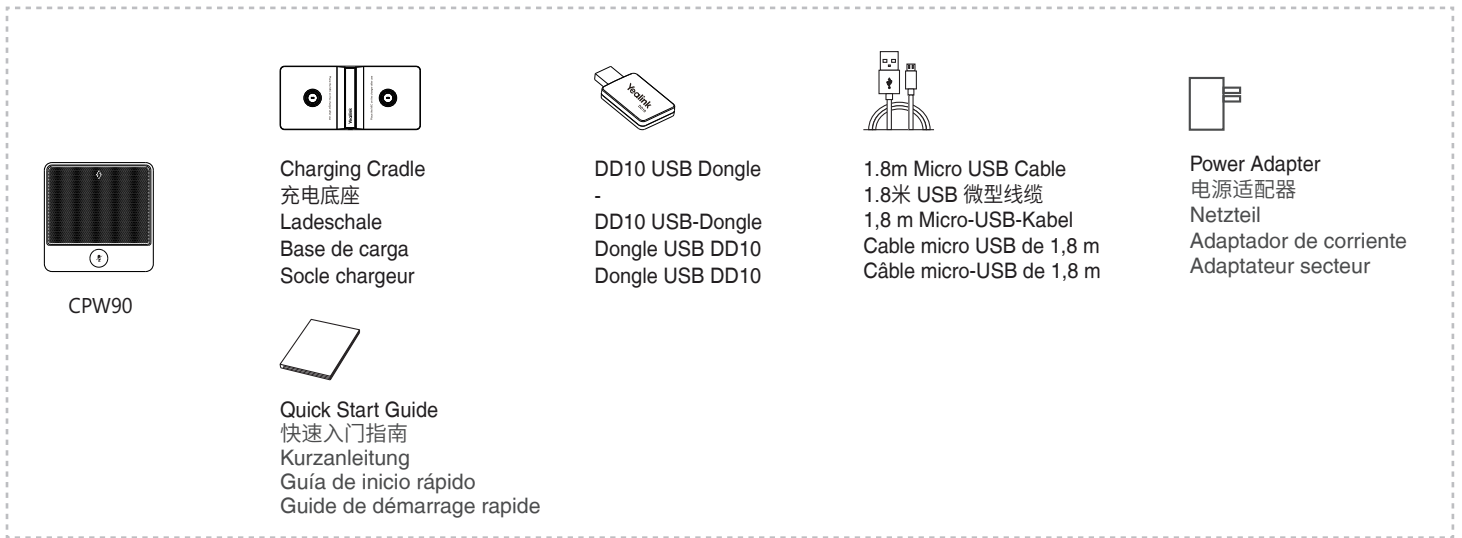 CPW90
Yealink
Charging Cradle
充电底座
Ladeschale
Base de carga
Socle chargeur
Yealink
DD10 USB Dongle
-
DD10 USB-Dongle
Dongle USB DD10
Dongle USB DD10
1.8m Micro USB Cable
1.8米 USB 微型线缆
1,8 m Micro-USB-Kabel
Cable micro USB de 1,8 m
Câble micro-USB de 1,8 m
Power Adapter
电源适配器
Netzteil
Adaptador de corriente
Adaptateur secteur
Quick Start Guide
快速入门指南
Kurzanleitung
Guía de inicio rápido
Guide de démarrage rapide